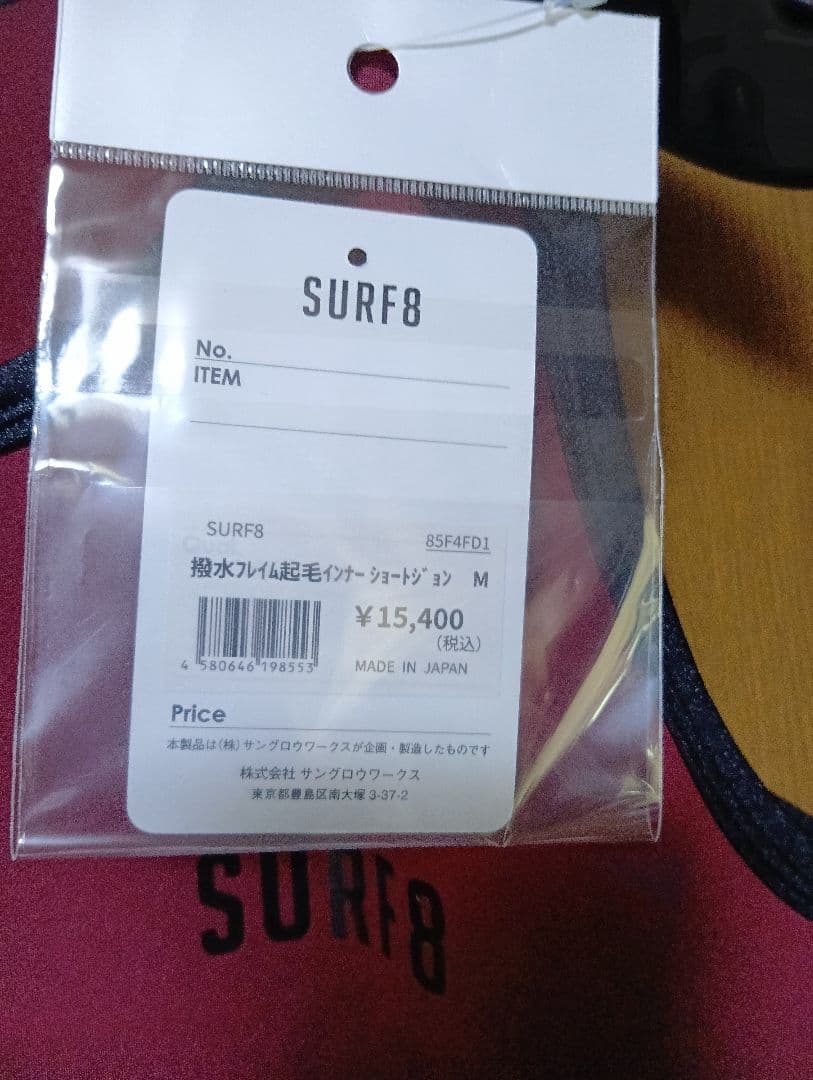 SURF8
No.
ITEM
SURF8 85F4FD1
撥水ﾌﾚｲﾑ起毛ｲﾝﾅｰ ｼｮｰﾄｼﾞｮﾝ M
¥15,400
(税込)
4 580646 198553
MADE IN JAPAN
Price
本製品は(株)サングロウワークスが企画・製造したものです
株式会社 サングロウワークス
東京都豊島区南大塚 3-37-2
SURF8